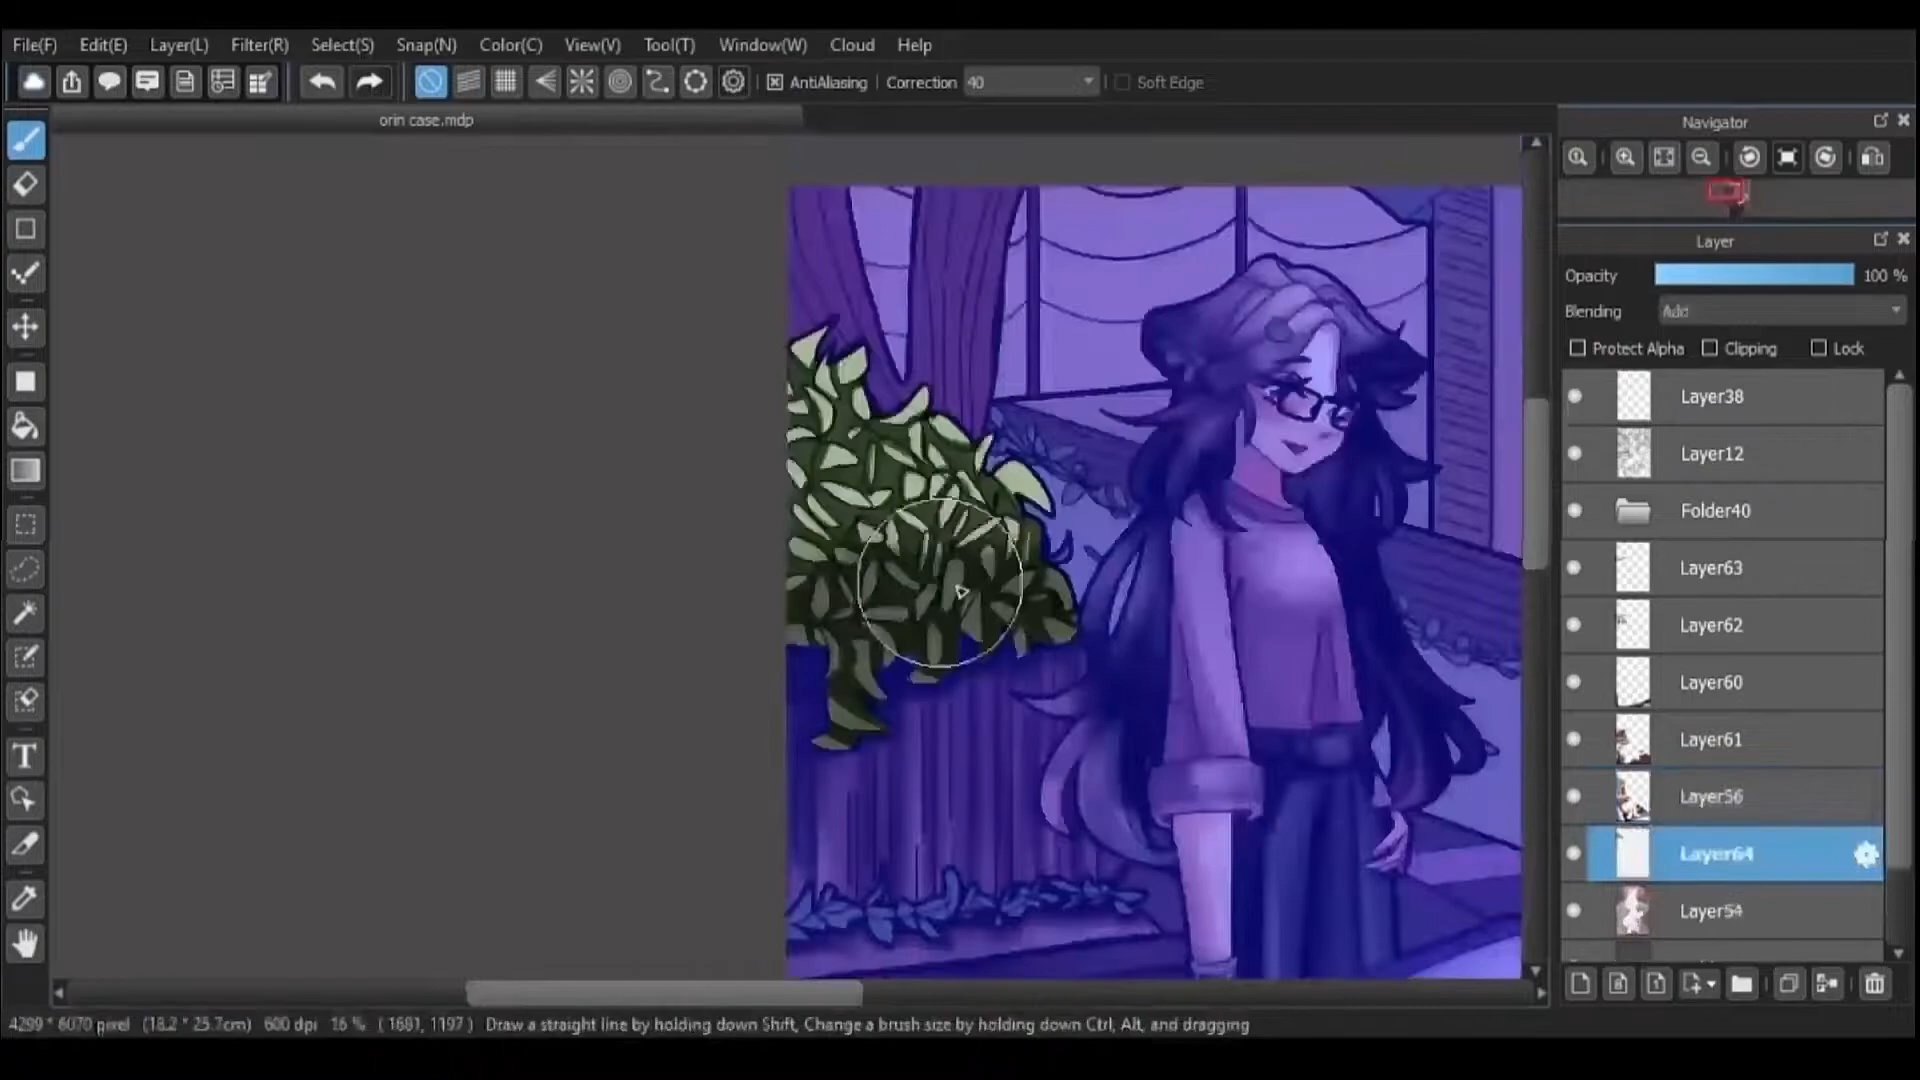 File(F) Edit(E) Layer(L) Filter(R) Select(S) Snap(N) Color(C) View(V) Tool(T) Window(W) Cloud Help
AntiAliasing Correction 40 Soft Edge
orin case.mdp
Navigator
Layer
Opacity 100 %
Blending Add
Protect Alpha Clipping Lock
Layer38
Layer12
Folder40
Layer63
Layer62
Layer60
Layer61
Layer56
Layer64
Layer54
4299 * 6070 pixel (18.2 * 25.7cm) 600 dpi 16 % ( 1681, 1197 ) Draw a straight line by holding down Shift, Change a brush size by holding down Ctrl, Alt, and dragging